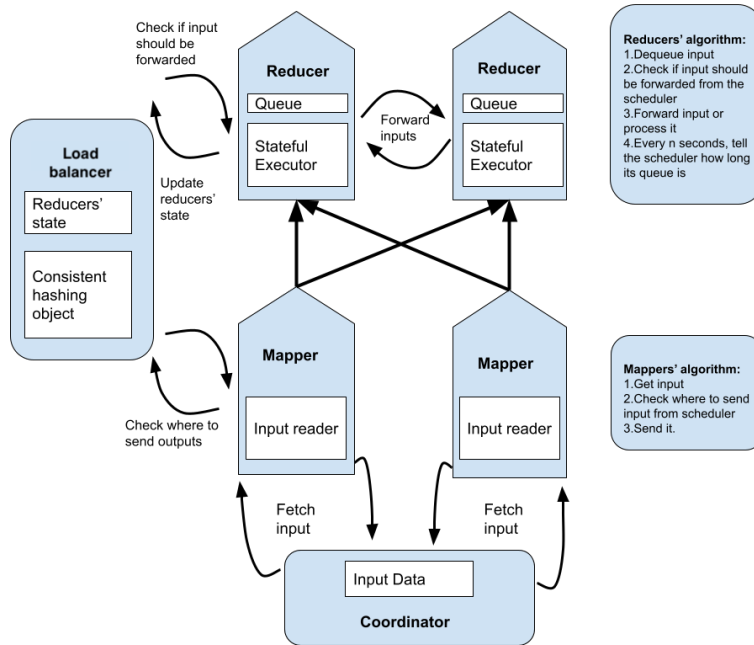 Check if input
should be
forwarded
Reducer
Queue
Stateful
Executor
Forward
inputs
Reducer
Queue
Stateful
Executor
Reducers' algorithm:
1.Dequeue input
2.Check if input should
be forwarded from the
scheduler
3.Forward input or
process it
4.Every n seconds, tell
the scheduler how long
its queue is
Load
balancer
Reducers'
state
Consistent
hashing
object
Update
reducers'
state
Mapper
Input reader
Mapper
Input reader
Mappers' algorithm:
1.Get input
2.Check where to send
input from scheduler
3.Send it.
Check where to
send outputs
Fetch
input
Fetch
input
Input Data
Coordinator